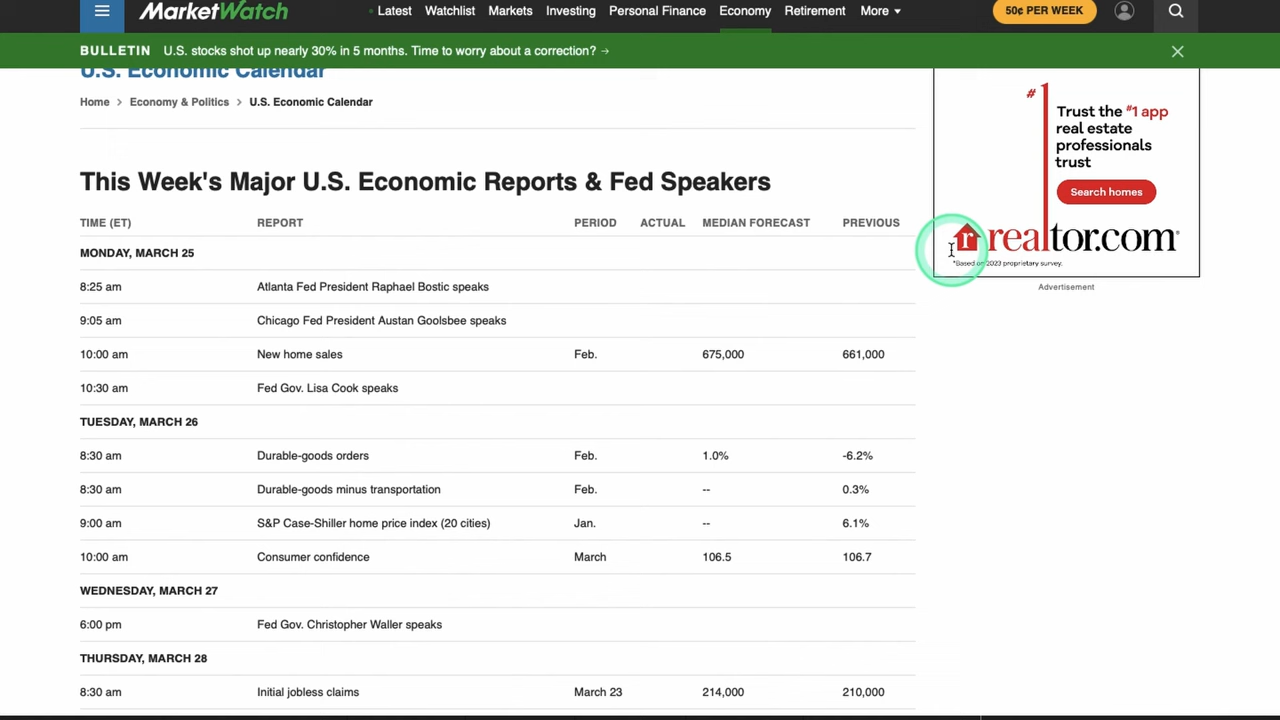 MarketWatch Latest Watchlist Markets Investing Personal Finance Economy Retirement More 50¢ PER WEEK
BULLETIN U.S. stocks shot up nearly 30% in 5 months. Time to worry about a correction? →
U.S. Economic Calendar
Home > Economy & Politics > U.S. Economic Calendar
#1
Trust the #1 app
real estate
professionals
trust
Search homes
realtor.com®
*Based on 2023 proprietary survey.
Advertisement
This Week's Major U.S. Economic Reports & Fed Speakers
TIME (ET) REPORT PERIOD ACTUAL MEDIAN FORECAST PREVIOUS
MONDAY, MARCH 25
8:25 am Atlanta Fed President Raphael Bostic speaks
9:05 am Chicago Fed President Austan Goolsbee speaks
10:00 am New home sales Feb. 675,000 661,000
10:30 am Fed Gov. Lisa Cook speaks
TUESDAY, MARCH 26
8:30 am Durable-goods orders Feb. 1.0% -6.2%
8:30 am Durable-goods minus transportation Feb. -- 0.3%
9:00 am S&P Case-Shiller home price index (20 cities) Jan. -- 6.1%
10:00 am Consumer confidence March 106.5 106.7
WEDNESDAY, MARCH 27
6:00 pm Fed Gov. Christopher Waller speaks
THURSDAY, MARCH 28
8:30 am Initial jobless claims March 23 214,000 210,000